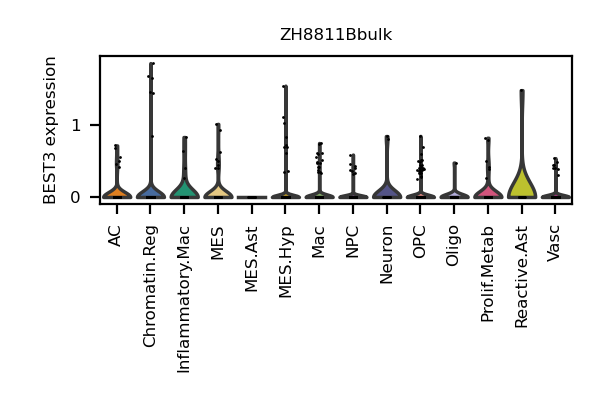 ZH8811Bbulk
BEST3 expression
1
0
AC
Chromatin.Reg
Inflammatory.Mac
MES
MES.Ast
MES.Hyp
Mac
NPC
Neuron
OPC
Oligo
Prolif.Metab
Reactive.Ast
Vasc